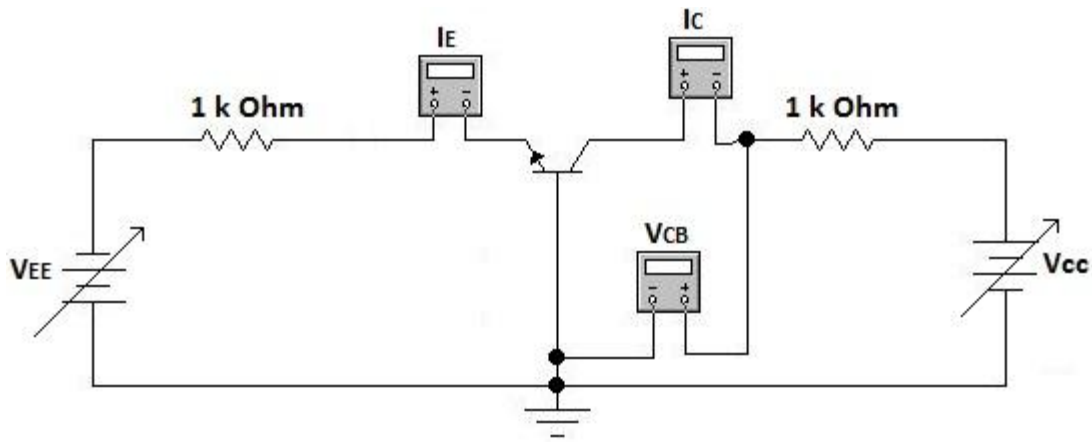 IE
IC
1 k Ohm
1 k Ohm
+ -
+ -
VCB
- +
VEE
Vcc